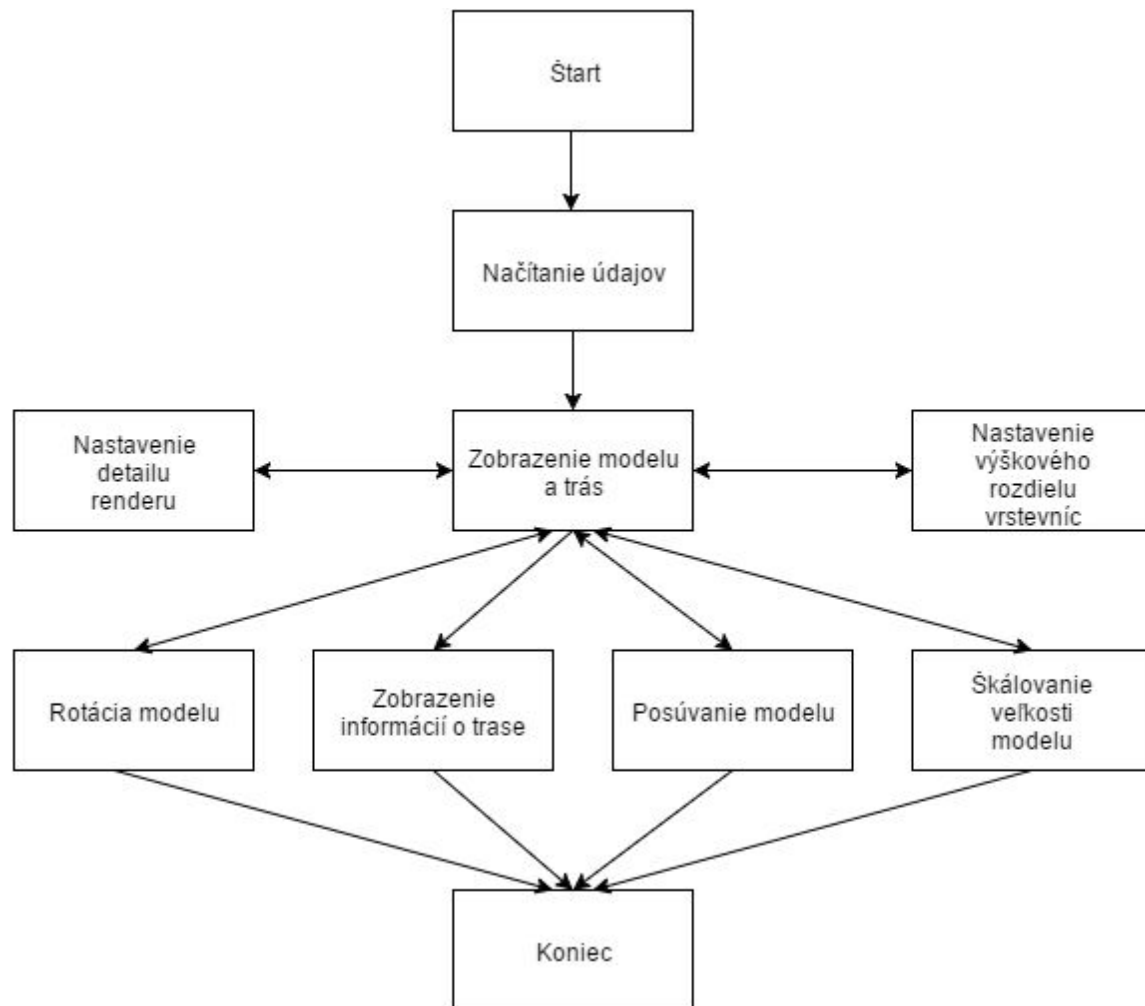 Štart
Načítanie údajov
Nastavenie
detailu
renderu
Zobrazenie modelu
a trás
Nastavenie
výškového
rozdielu
vrstevníc
Rotácia modelu
Zobrazenie
informácií o trase
Posúvanie modelu
Škálovanie
veľkosti
modelu
Koniec